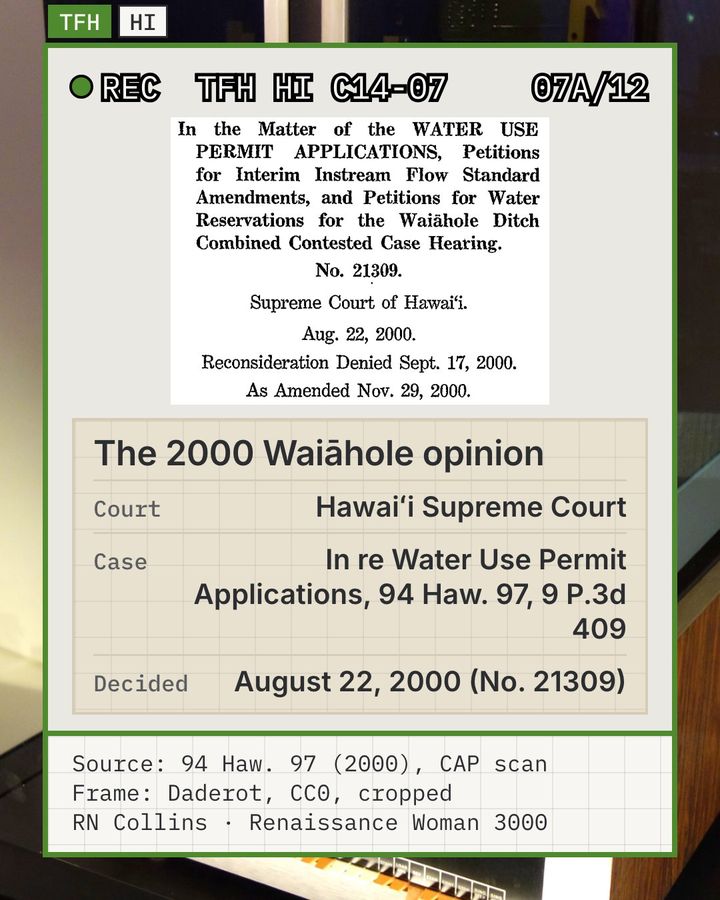 TFH HI
REC TFH HI C14-07 07A/12
In the Matter of the WATER USE
PERMIT APPLICATIONS, Petitions
for Interim Instream Flow Standard
Amendments, and Petitions for Water
Reservations for the Waiāhole Ditch
Combined Contested Case Hearing.
No. 21309.
Supreme Court of Hawaiʻi.
Aug. 22, 2000.
Reconsideration Denied Sept. 17, 2000.
As Amended Nov. 29, 2000.
The 2000 Waiāhole opinion
Court Hawaiʻi Supreme Court
Case In re Water Use Permit
Applications, 94 Haw. 97, 9 P.3d
409
Decided August 22, 2000 (No. 21309)
Source: 94 Haw. 97 (2000), CAP scan
Frame: Daderot, CC0, cropped
RN Collins · Renaissance Woman 3000